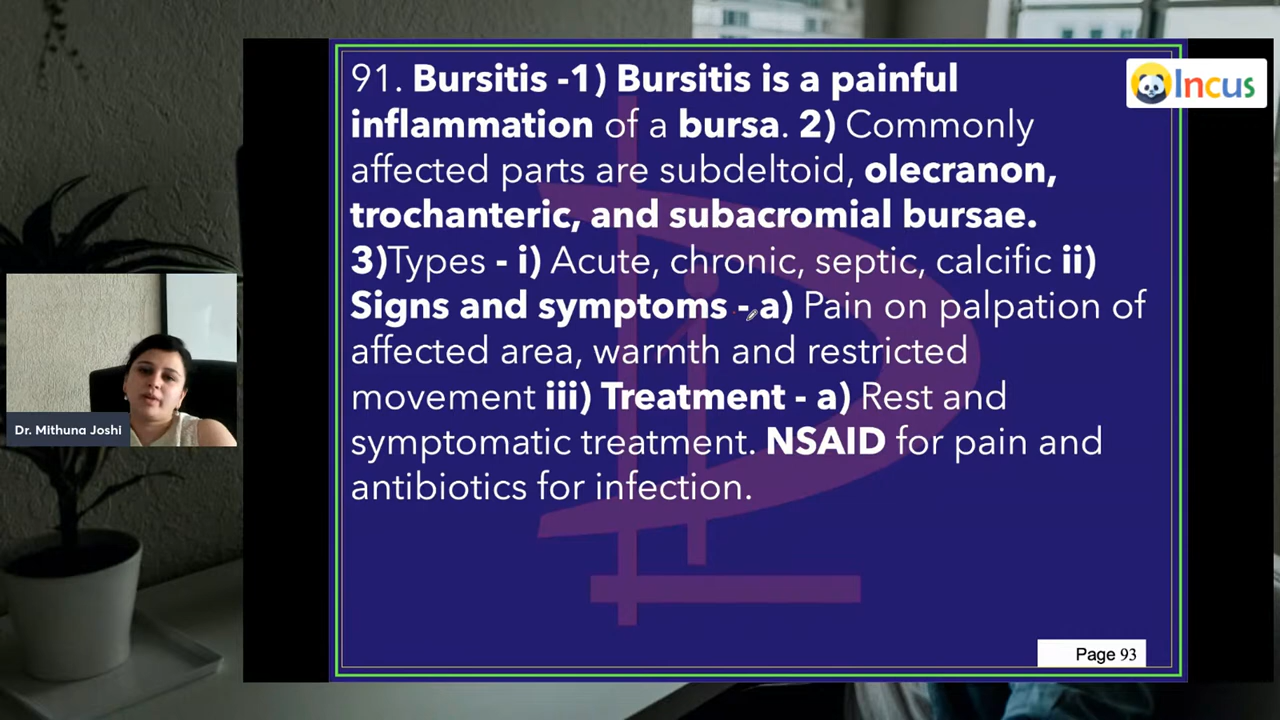 91. Bursitis -1) Bursitis is a painful
inflammation of a bursa. 2) Commonly
affected parts are subdeltoid, olecranon,
trochanteric, and subacromial bursae.
3)Types - i) Acute, chronic, septic, calcific ii)
Signs and symptoms - a) Pain on palpation of
affected area, warmth and restricted
movement iii) Treatment - a) Rest and
symptomatic treatment. NSAID for pain and
antibiotics for infection.
Page 93
Incus
Dr. Mithuna Joshi